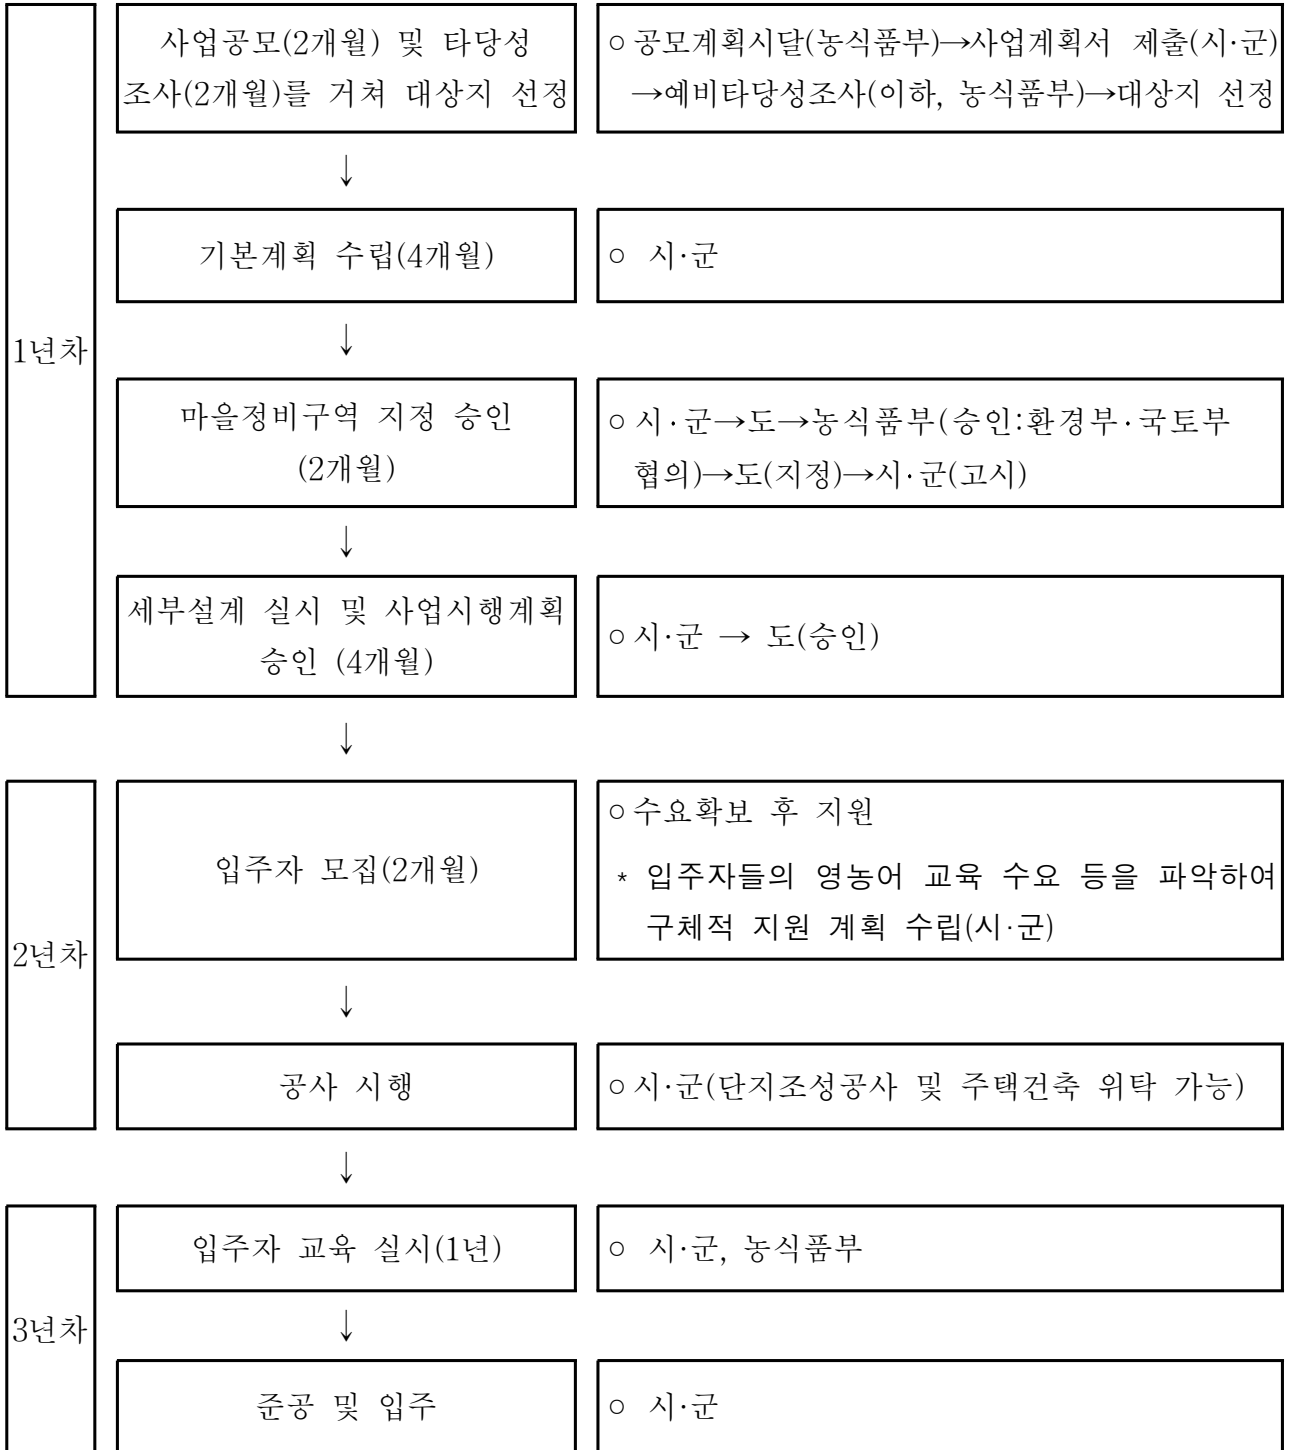 1년차
사업공모(2개월) 및 타당성
조사(2개월)를 거쳐 대상지 선정
○ 공모계획시달(농식품부)→사업계획서 제출(시·군)
→예비타당성조사(이하, 농식품부)→대상지 선정
↓
기본계획 수립(4개월)
○ 시·군
↓
마을정비구역 지정 승인
(2개월)
○ 시·군→도→농식품부(승인:환경부·국토부
협의)→도(지정)→시·군(고시)
↓
세부설계 실시 및 사업시행계획
승인 (4개월)
○ 시·군 → 도(승인)
↓
2년차
입주자 모집(2개월)
○ 수요확보 후 지원
* 입주자들의 영농어 교육 수요 등을 파악하여
구체적 지원 계획 수립(시·군)
↓
공사 시행
○ 시·군(단지조성공사 및 주택건축 위탁 가능)
↓
3년차
입주자 교육 실시(1년)
○ 시·군, 농식품부
↓
준공 및 입주
○ 시·군